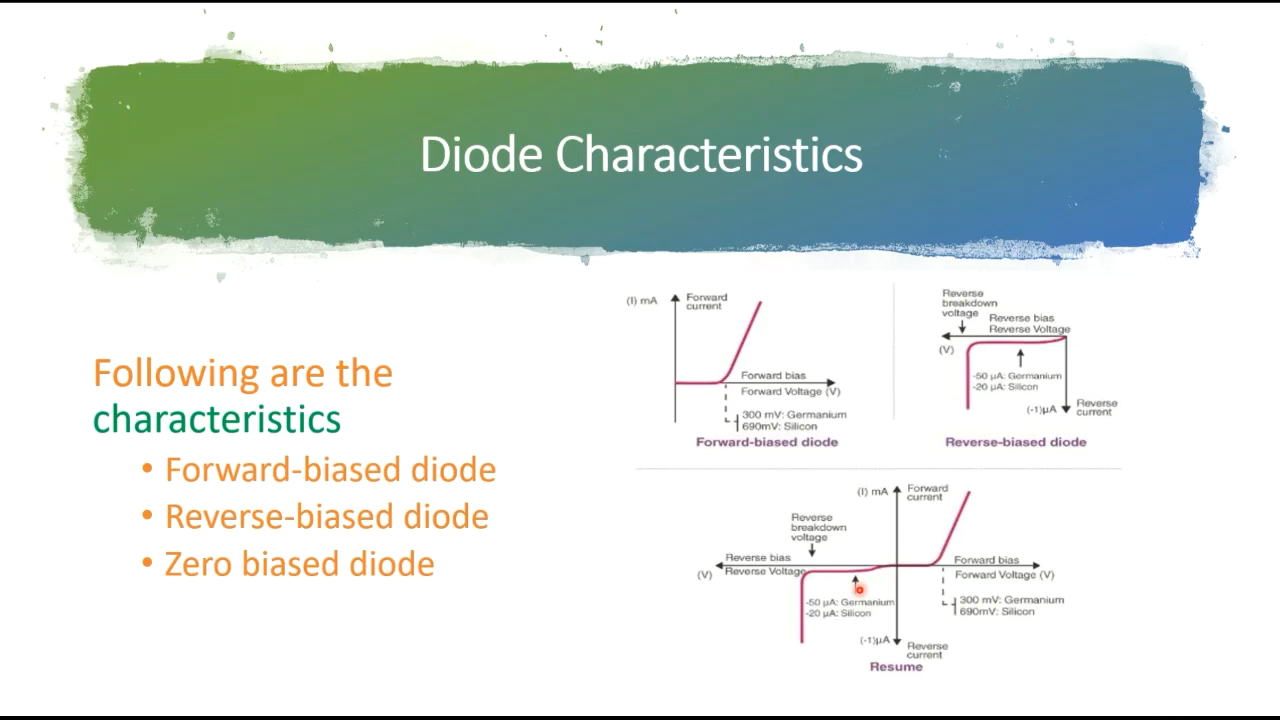 Diode Characteristics
Following are the
characteristics
• Forward-biased diode
• Reverse-biased diode
• Zero biased diode
(I) mA
Forward
current
Forward bias
Forward Voltage (V)
300 mV: Germanium
690mV: Silicon
Forward-biased diode
Reverse
breakdown
voltage
Reverse bias
Reverse Voltage
(V)
-50 µA: Germanium
-20 µA: Silicon
(-1)µA
Reverse
current
Reverse-biased diode
(I) mA
Forward
current
Reverse
breakdown
voltage
Reverse bias
Reverse Voltage
(V)
Forward bias
Forward Voltage (V)
-50 µA: Germanium
-20 µA: Silicon
300 mV: Germanium
690mV: Silicon
(-1)µA
Reverse
current
Resume